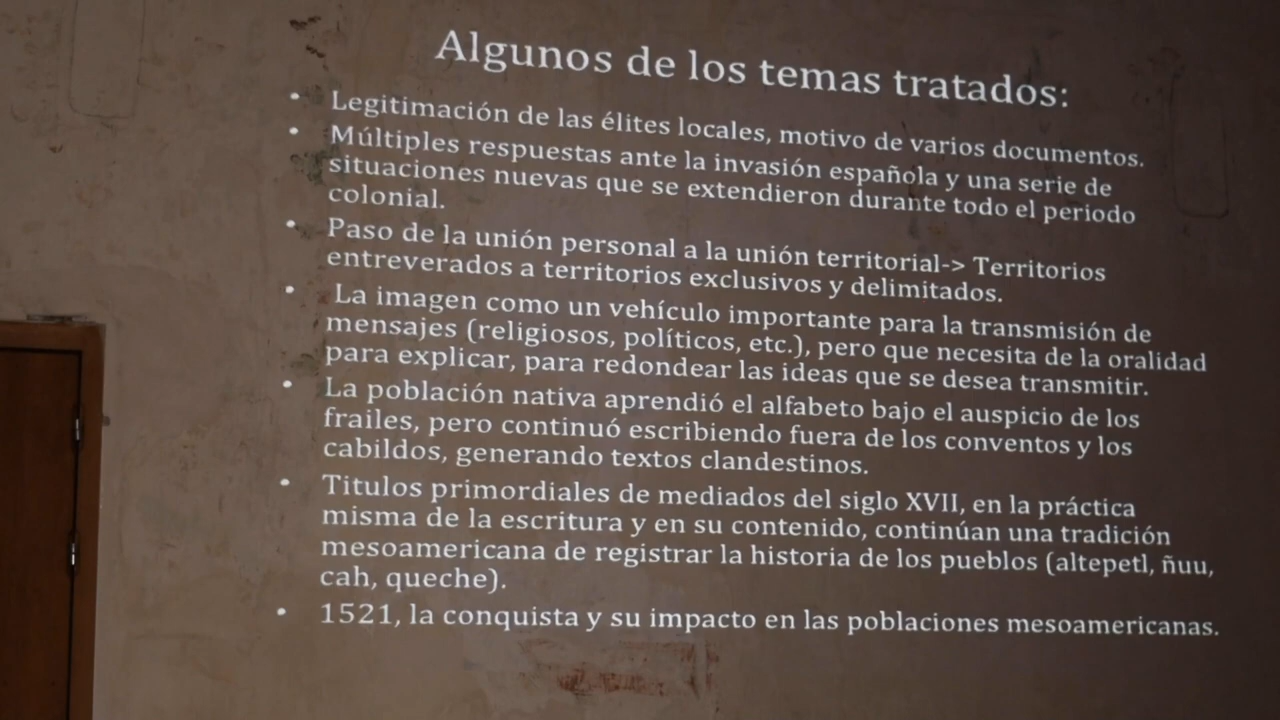 Algunos de los temas tratados:
• Legitimación de las élites locales, motivo de varios documentos.
• Múltiples respuestas ante la invasión española y una serie de
situaciones nuevas que se extendieron durante todo el periodo
colonial.
• Paso de la unión personal a la unión territorial-> Territorios
entreverados a territorios exclusivos y delimitados.
• La imagen como un vehículo importante para la transmisión de
mensajes (religiosos, políticos, etc.), pero que necesita de la oralidad
para explicar, para redondear las ideas que se desea transmitir.
• La población nativa aprendió el alfabeto bajo el auspicio de los
frailes, pero continuó escribiendo fuera de los conventos y los
cabildos, generando textos clandestinos.
• Titulos primordiales de mediados del siglo XVII, en la práctica
misma de la escritura y en su contenido, continúan una tradición
mesoamericana de registrar la historia de los pueblos (altepetl, ñuu,
cah, queche).
• 1521, la conquista y su impacto en las poblaciones mesoamericanas.